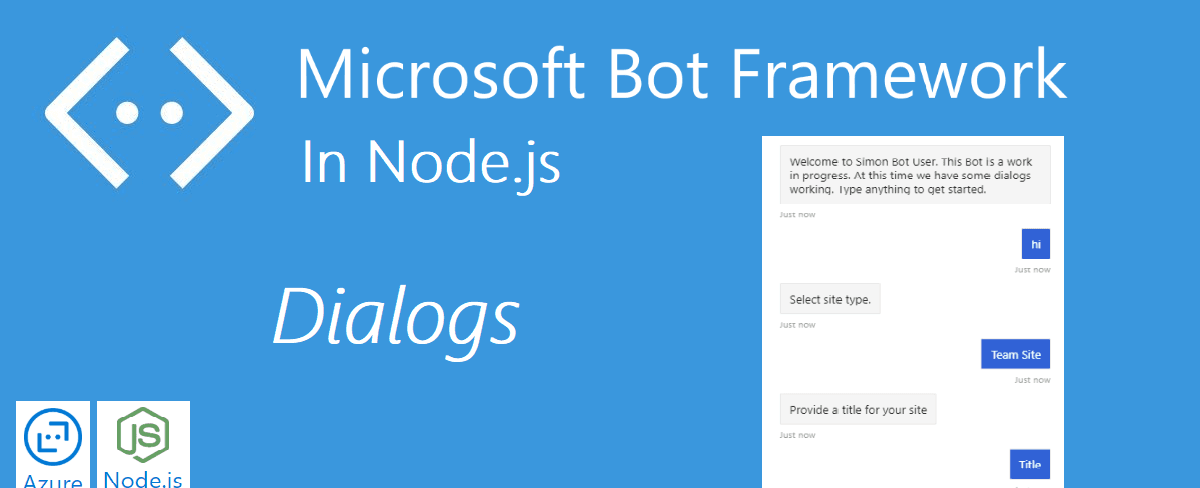 Microsoft Bot Framework
In Node.js
Dialogs
Welcome to Simon Bot User. This Bot is a work
in progress. At this time we have some dialogs
working. Type anything to get started.
Just now
hi
Just now
Select site type.
Just now
Team Site
Just now
Provide a title for your site
Just now
Title
JS
Azure
Node.js